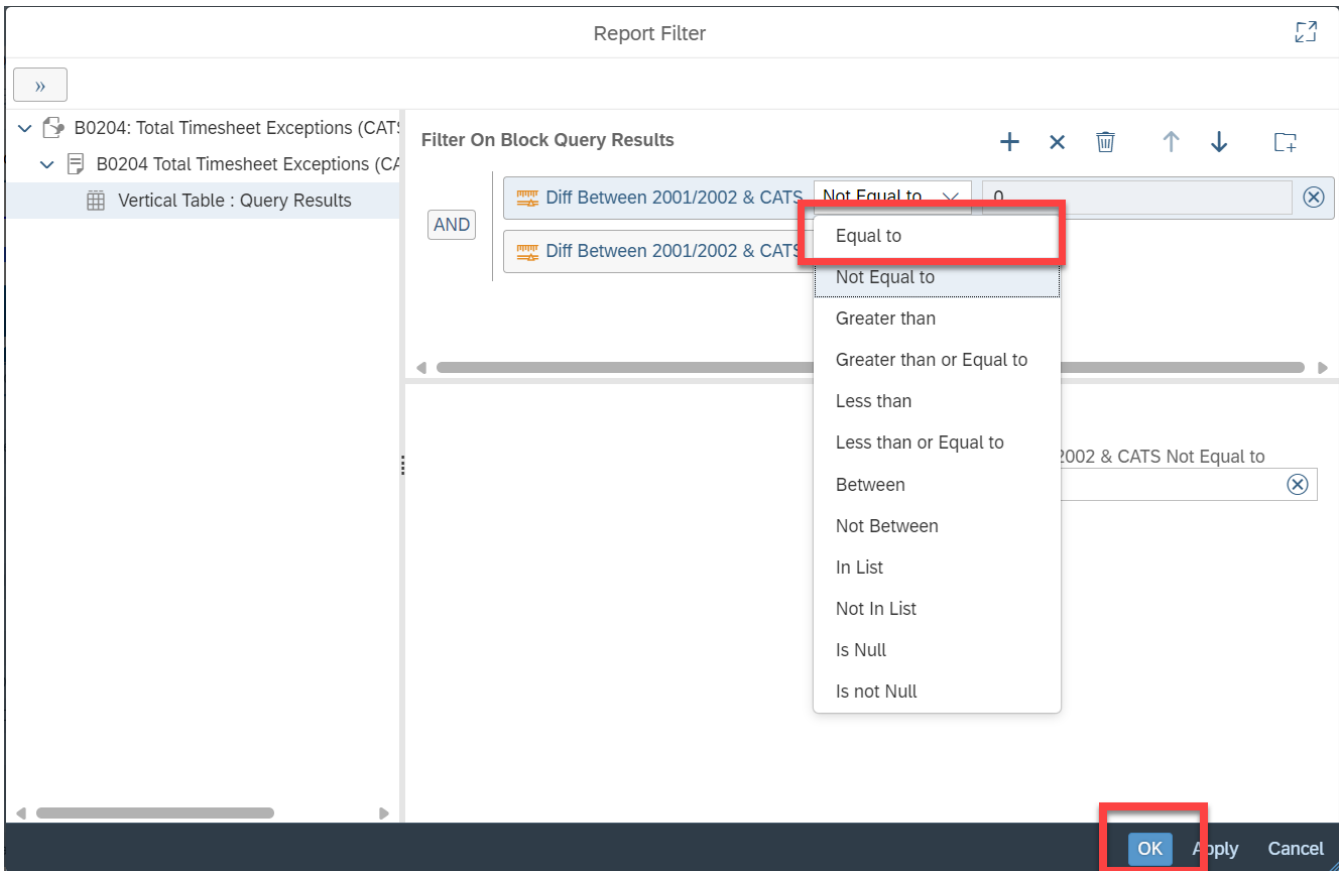 Report Filter
»
B0204: Total Timesheet Exceptions (CATS
B0204 Total Timesheet Exceptions (CA
Vertical Table : Query Results
Filter On Block Query Results
AND
Diff Between 2001/2002 & CATS Not Equal to 0
Diff Between 2001/2002 & CATS
Equal to
Not Equal to
Greater than
Greater than or Equal to
Less than
Less than or Equal to
Between
Not Between
In List
Not In List
Is Null
Is not Null
2002 & CATS Not Equal to
OK Apply Cancel